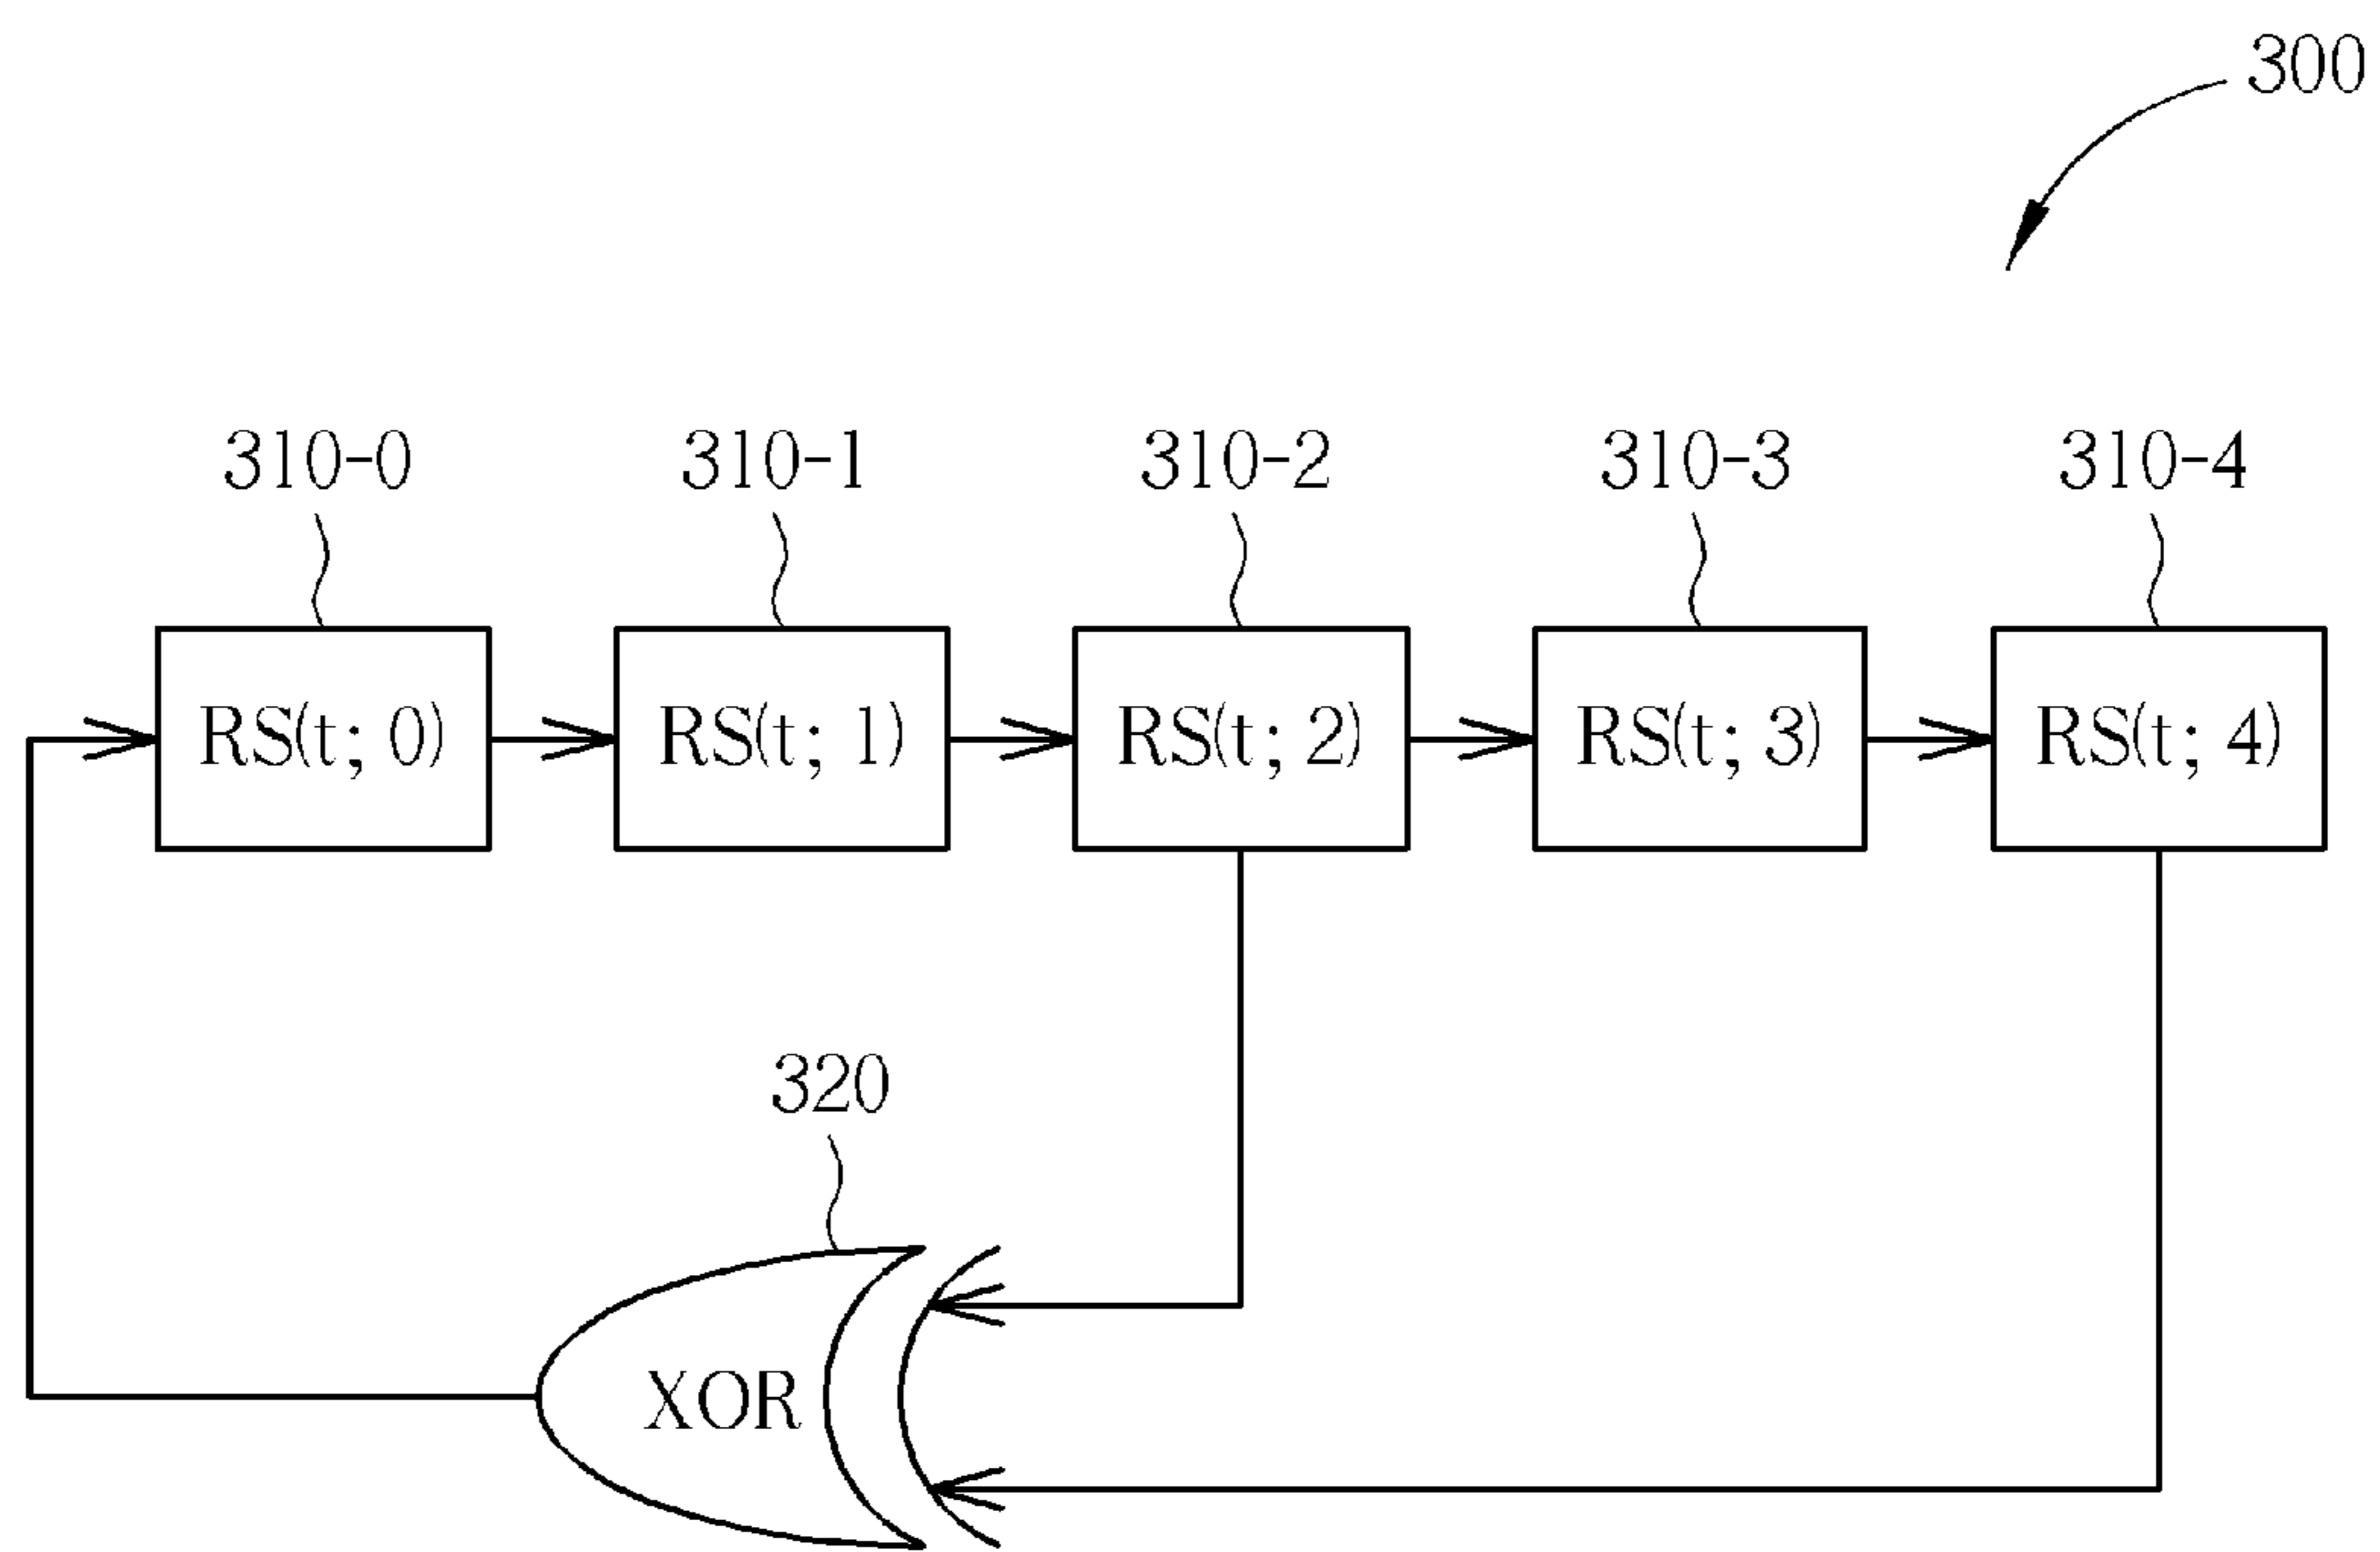 300
310-0
310-1
310-2
310-3
310-4
RS(t; 0)
RS(t; 1)
RS(t; 2)
RS(t; 3)
RS(t; 4)
320
XOR